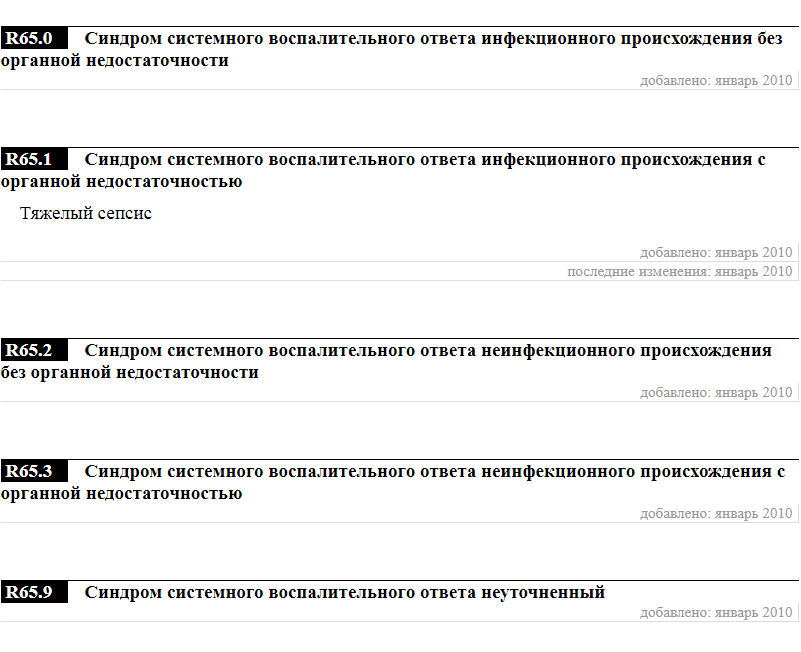 R65.0 Синдром системного воспалительного ответа инфекционного происхождения без
органной недостаточности
добавлено: январь 2010
R65.1 Синдром системного воспалительного ответа инфекционного происхождения с
органной недостаточностью
Тяжелый сепсис
добавлено: январь 2010
последние изменения: январь 2010
R65.2 Синдром системного воспалительного ответа неинфекционного происхождения
без органной недостаточности
добавлено: январь 2010
R65.3 Синдром системного воспалительного ответа неинфекционного происхождения с
органной недостаточностью
добавлено: январь 2010
R65.9 Синдром системного воспалительного ответа неуточненный
добавлено: январь 2010